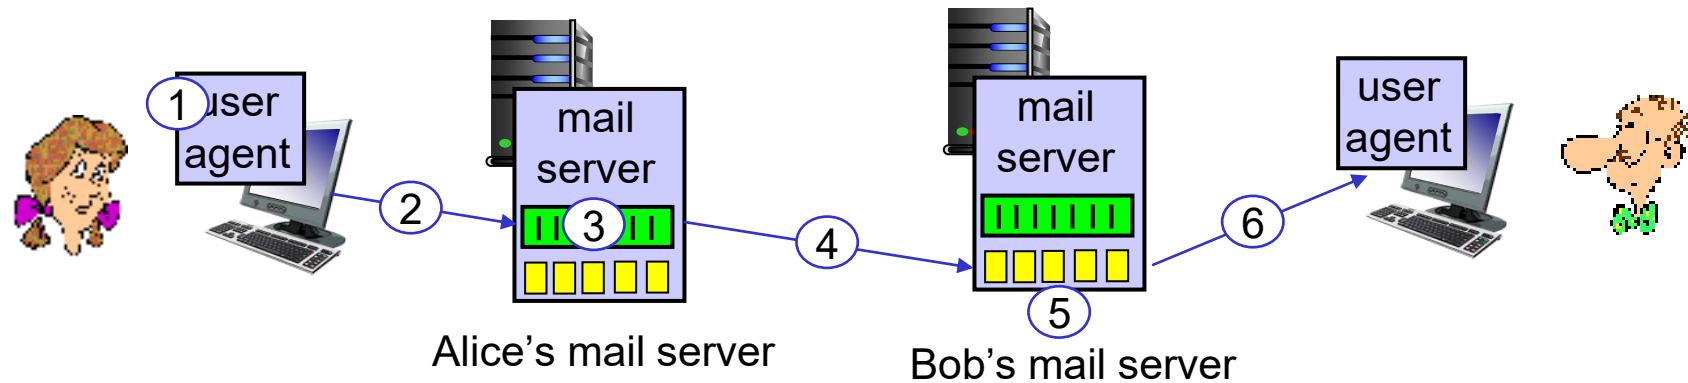 1
user
agent
2
mail
server
3
Alice’s mail server
4
mail
server
5
Bob’s mail server
6
user
agent